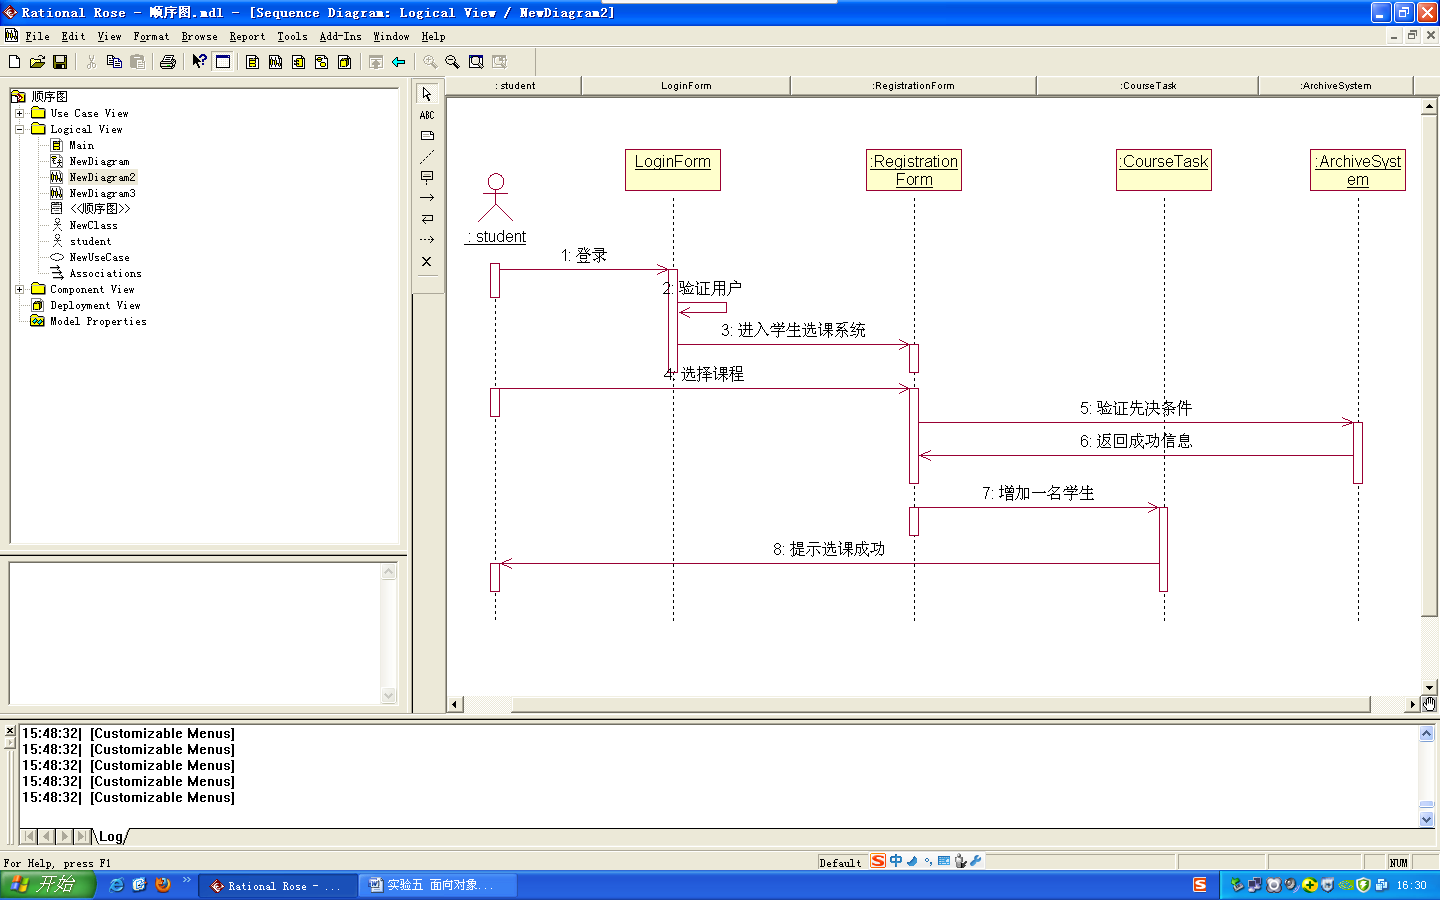 Rational Rose - 顺序图.mdl - [Sequence Diagram: Logical View / NewDiagram2]
File Edit View Format Browse Report Tools Add-Ins Window Help
ABC
顺序图
Use Case View
Logical View
Main
NewDiagram
NewDiagram2
NewDiagram3
<<顺序图>>
NewClass
student
NewUseCase
Associations
Component View
Deployment View
Model Properties
: student LoginForm :RegistrationForm :CourseTask :ArchiveSystem
LoginForm
:Registration
Form
:CourseTask
:ArchiveSyst
em
: student
1: 登录
2: 验证用户
3: 进入学生选课系统
4: 选择课程
5: 验证先决条件
6: 返回成功信息
7: 增加一名学生
8: 提示选课成功
15:48:32| [Customizable Menus]
15:48:32| [Customizable Menus]
15:48:32| [Customizable Menus]
15:48:32| [Customizable Menus]
15:48:32| [Customizable Menus]
Log
For Help, press F1
Default
中
NUM
开始
Rational Rose - ...
实验五 面向对象...
16:30